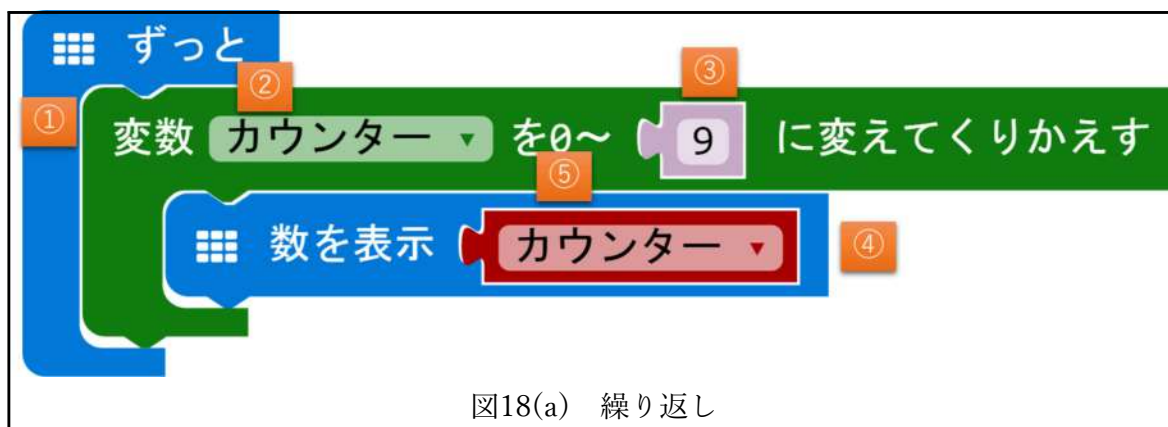 ずっと
① ② ③
変数 カウンター ▼ を0～ 9 に変えてくりかえす
⑤
数を表示 カウンター ▼ ④
図18(a) 繰り返し